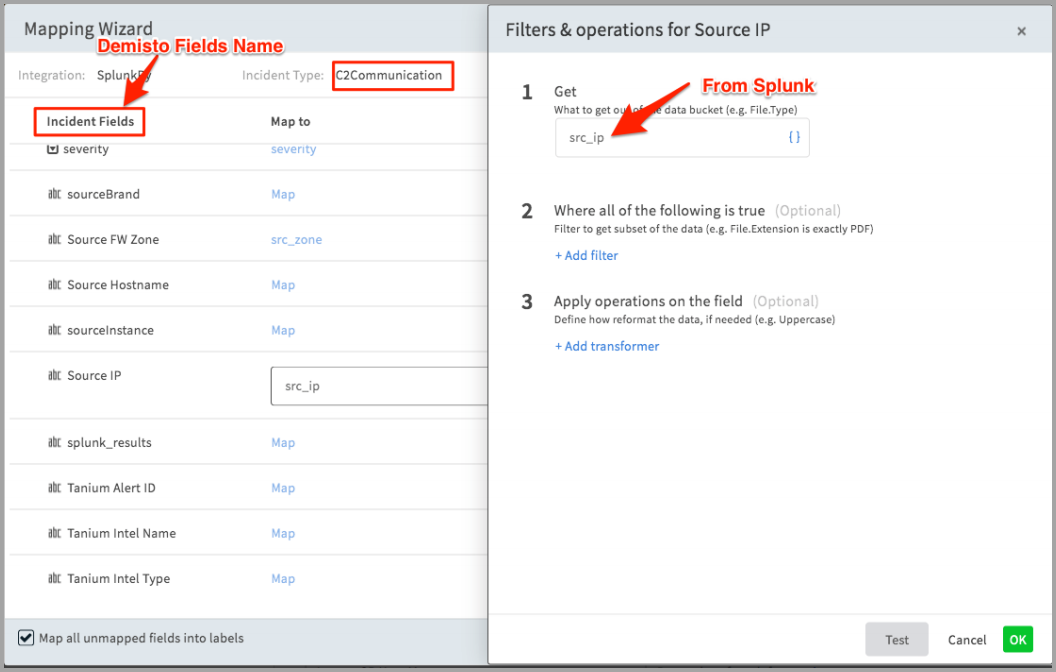 Mapping Wizard
Demisto Fields Name
Integration: SplunkPy Incident Type: C2Communication
Incident Fields Map to
severity severity
abc sourceBrand Map
abc Source FW Zone src_zone
abc Source Hostname Map
abc sourceInstance Map
abc Source IP src_ip
abc splunk_results Map
abc Tanium Alert ID Map
abc Tanium Intel Name Map
abc Tanium Intel Type Map
Map all unmapped fields into labels
Filters & operations for Source IP ×
From Splunk
1 Get
What to get out of the data bucket (e.g. File.Type)
src_ip {}
2 Where all of the following is true (Optional)
Filter to get subset of the data (e.g. File.Extension is exactly PDF)
+ Add filter
3 Apply operations on the field (Optional)
Define how reformat the data, if needed (e.g. Uppercase)
+ Add transformer
Test Cancel OK